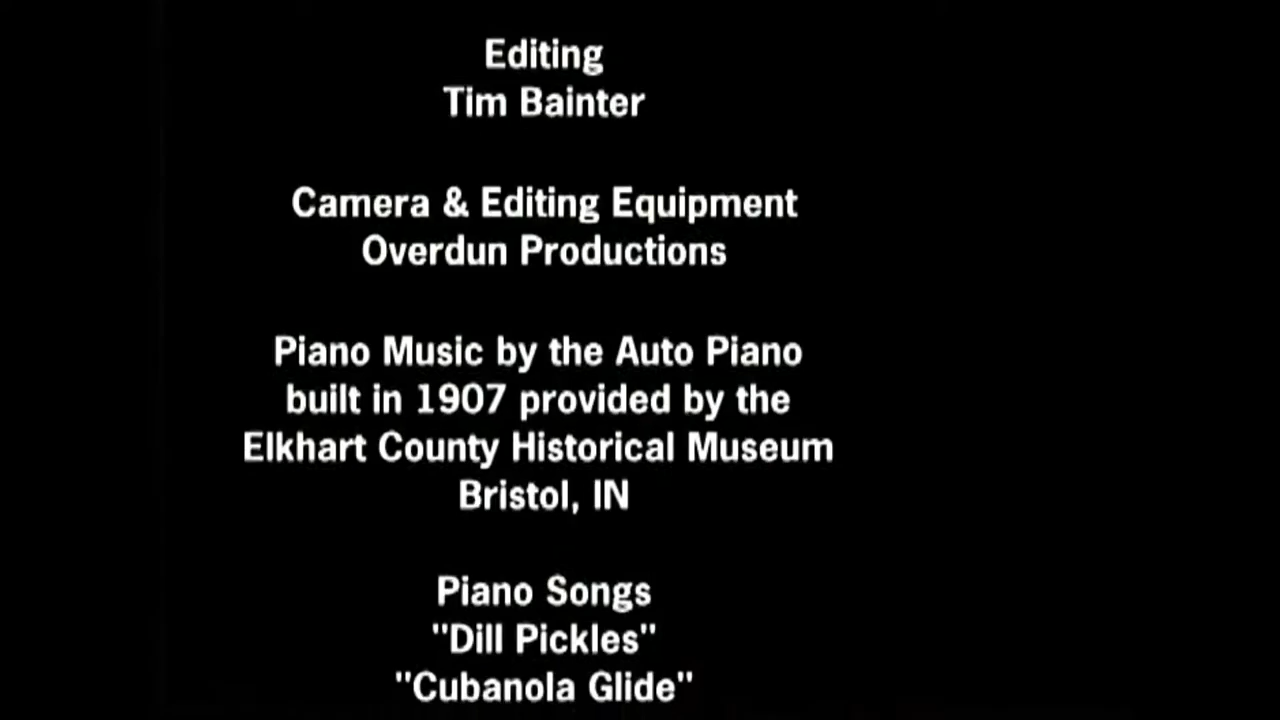 Editing
Tim Bainter
Camera & Editing Equipment
Overdun Productions
Piano Music by the Auto Piano
built in 1907 provided by the
Elkhart County Historical Museum
Bristol, IN
Piano Songs
"Dill Pickles"
"Cubanola Glide"